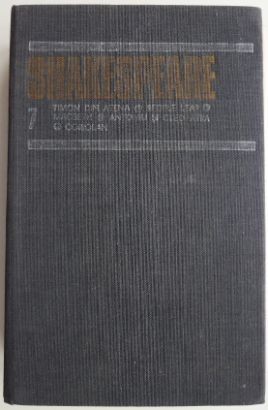 SHAKESPEARE
7 TIMON DIN ATENA ⊙ REGELE LEAR ⊙
MACBETH ⊙ ANTONIU ȘI CLEOPATRA
⊙ CORIOLAN